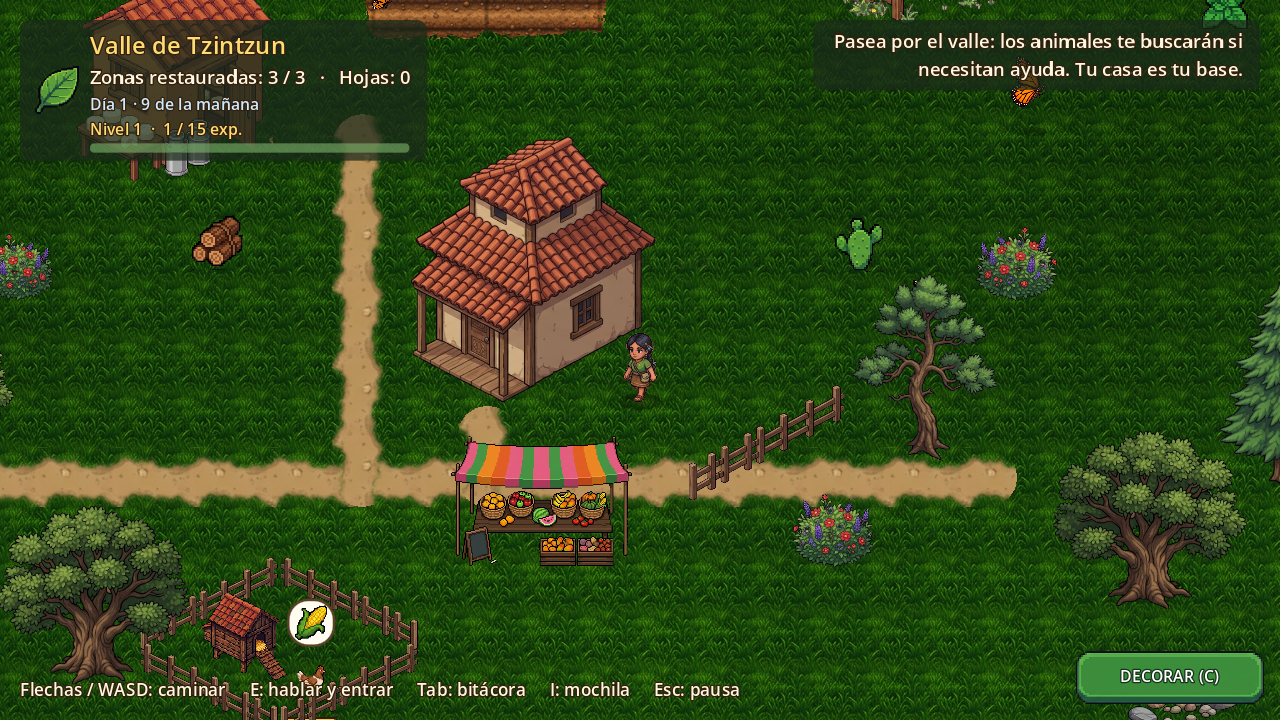 Valle de Tzintzun
Zonas restauradas: 3 / 3 · Hojas: 0
Día 1 · 9 de la mañana
Nivel 1 · 1 / 15 exp.
Pasea por el valle: los animales te buscarán si
necesitan ayuda. Tu casa es tu base.
Flechas / WASD: caminar E: hablar y entrar Tab: bitácora I: mochila Esc: pausa
DECORAR (C)